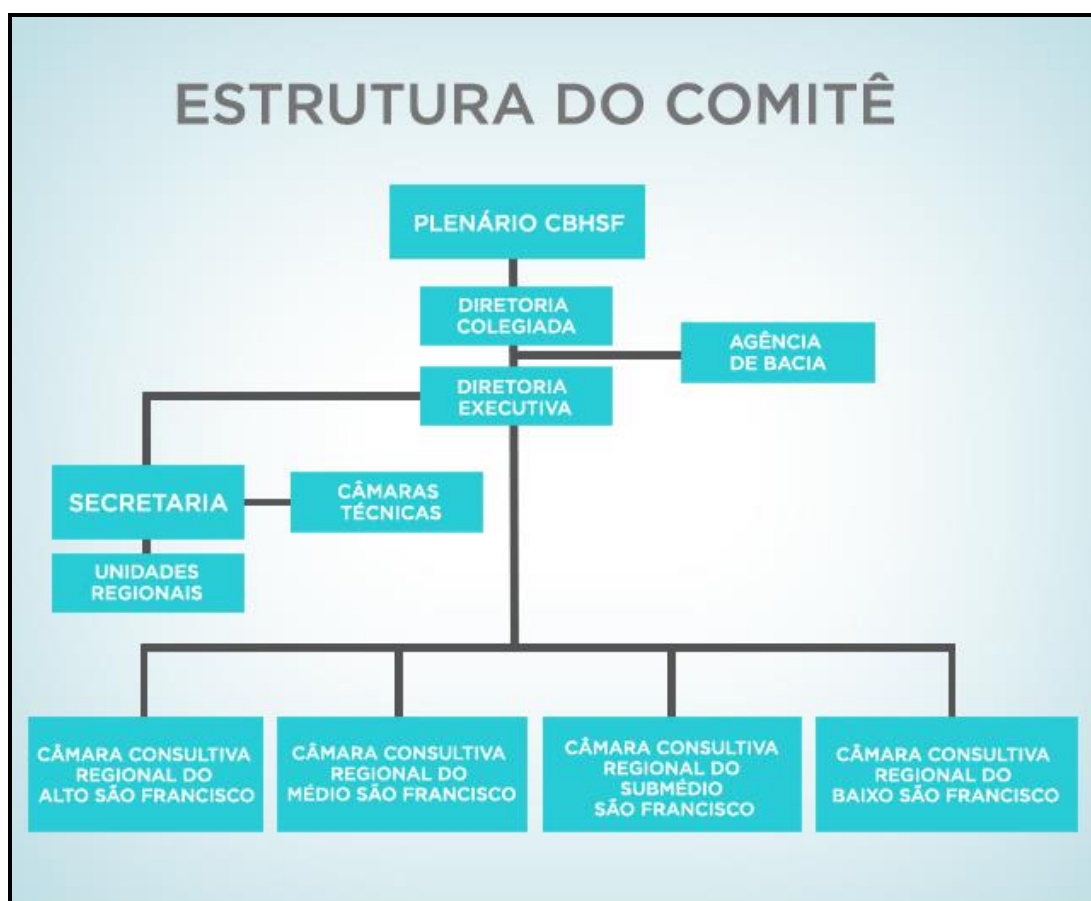 ESTRUTURA DO COMITÊ
PLENÁRIO CBHSF
DIRETORIA
COLEGIADA
AGÊNCIA
DE BACIA
DIRETORIA
EXECUTIVA
SECRETARIA
CÂMARAS
TÉCNICAS
UNIDADES
REGIONAIS
CÂMARA CONSULTIVA
REGIONAL DO
ALTO SÃO FRANCISCO
CÂMARA CONSULTIVA
REGIONAL DO
MÉDIO SÃO FRANCISCO
CÂMARA CONSULTIVA
REGIONAL DO
SUBMÉDIO
SÃO FRANCISCO
CÂMARA CONSULTIVA
REGIONAL DO
BAIXO SÃO FRANCISCO